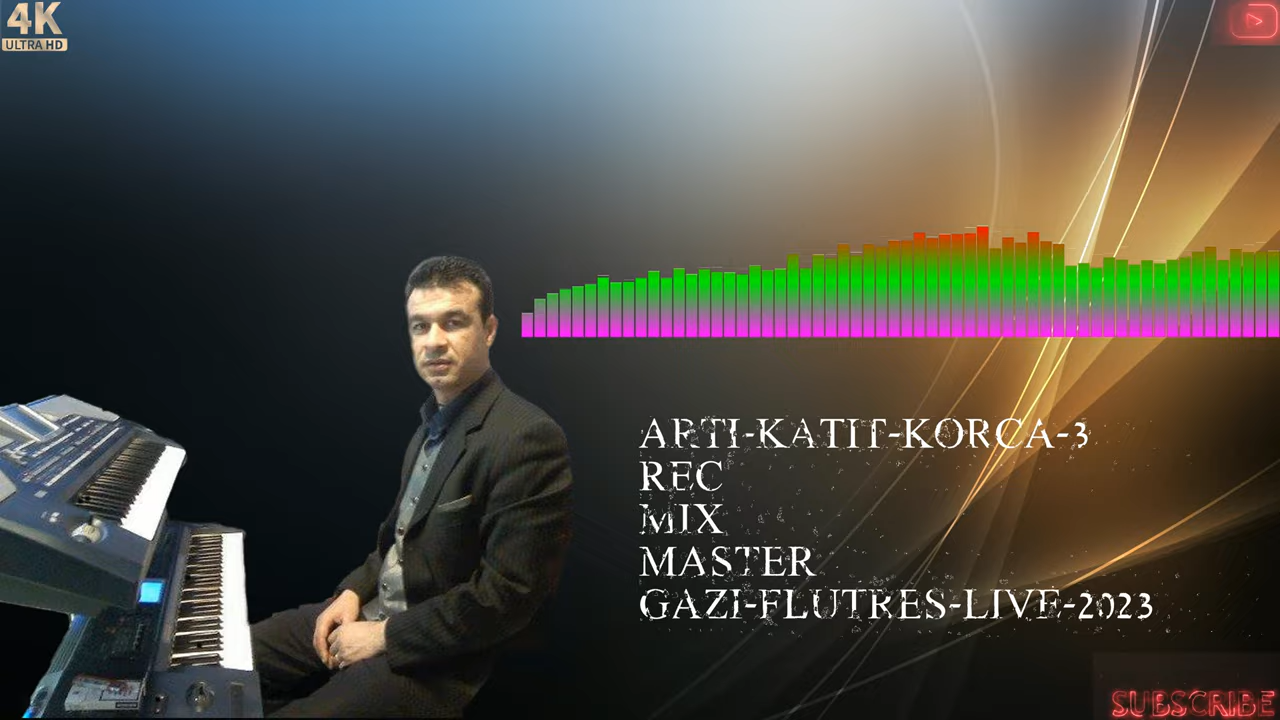 4K
ULTRA HD
ARTI-KATIT-KORCA-3
REC
MIX
MASTER
GAZI-FLUTRES-LIVE-2023
SUBSCRIBE